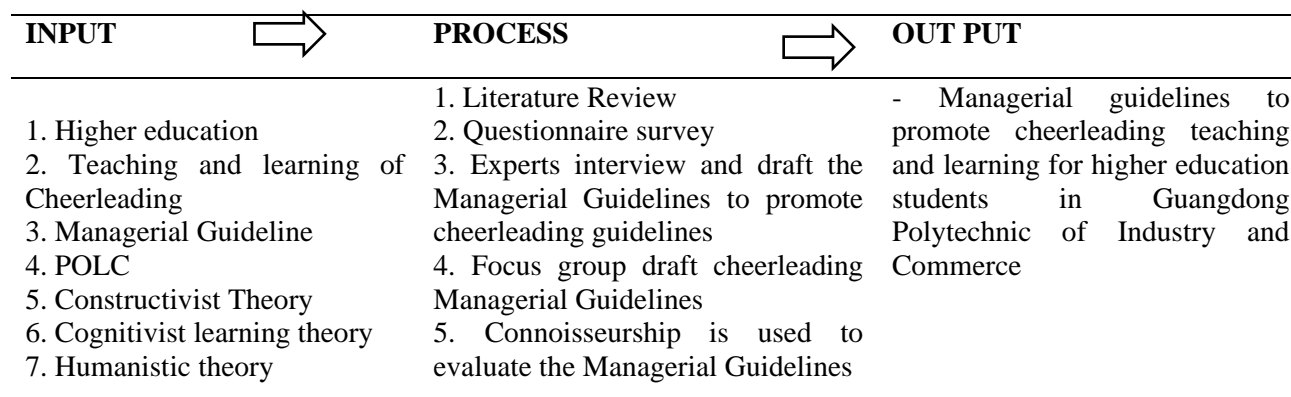 INPUT
PROCESS
OUT PUT
1. Higher education
2. Teaching and learning of
Cheerleading
3. Managerial Guideline
4. POLC
5. Constructivist Theory
6. Cognitivist learning theory
7. Humanistic theory
1. Literature Review
2. Questionnaire survey
3. Experts interview and draft the
Managerial Guidelines to promote
cheerleading guidelines
4. Focus group draft cheerleading
Managerial Guidelines
5. Connoisseurship is used to
evaluate the Managerial Guidelines
- Managerial guidelines to
promote cheerleading teaching
and learning for higher education
students in Guangdong
Polytechnic of Industry and
Commerce